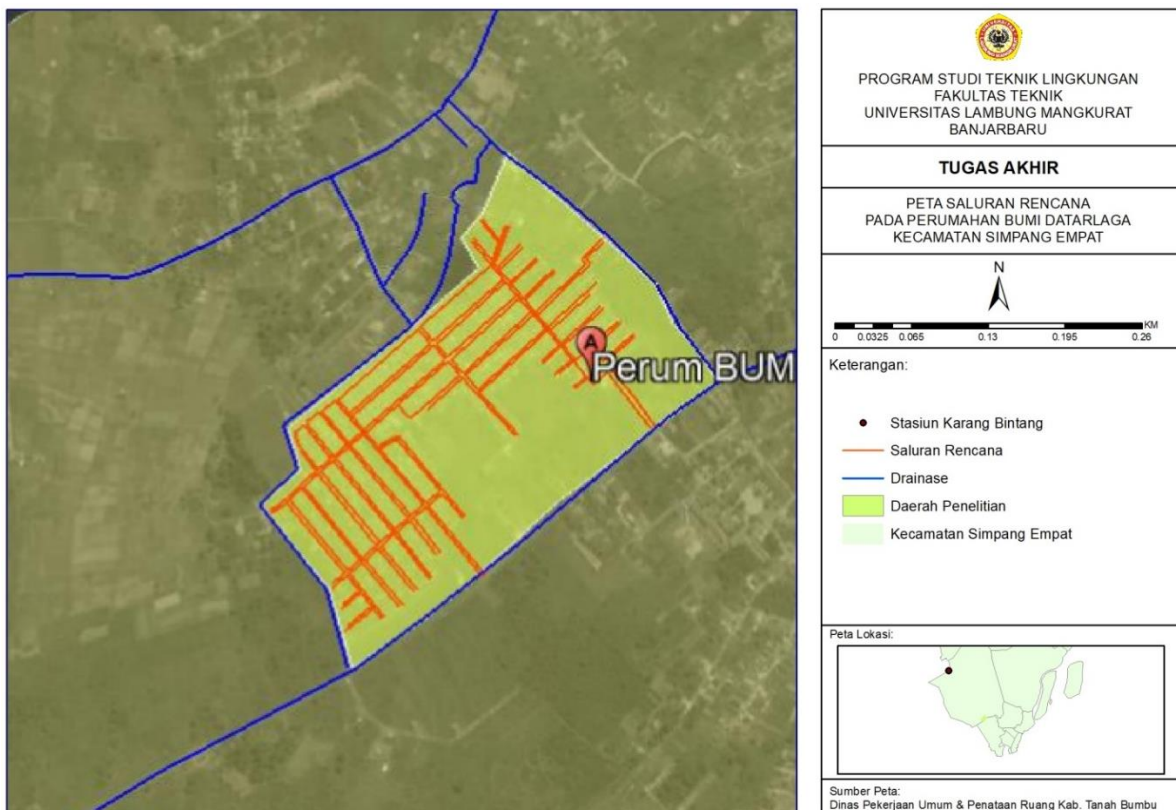 A
Perum BUM
PROGRAM STUDI TEKNIK LINGKUNGAN
FAKULTAS TEKNIK
UNIVERSITAS LAMBUNG MANGKURAT
BANJARBARU
TUGAS AKHIR
PETA SALURAN RENCANA
PADA PERUMAHAN BUMI DATARLAGA
KECAMATAN SIMPANG EMPAT
N
KM
0 0.0325 0.065 0.13 0.195 0.26
Keterangan:
Stasiun Karang Bintang
Saluran Rencana
Drainase
Daerah Penelitian
Kecamatan Simpang Empat
Peta Lokasi:
Sumber Peta:
Dinas Pekerjaan Umum & Penataan Ruang Kab. Tanah Bumbu